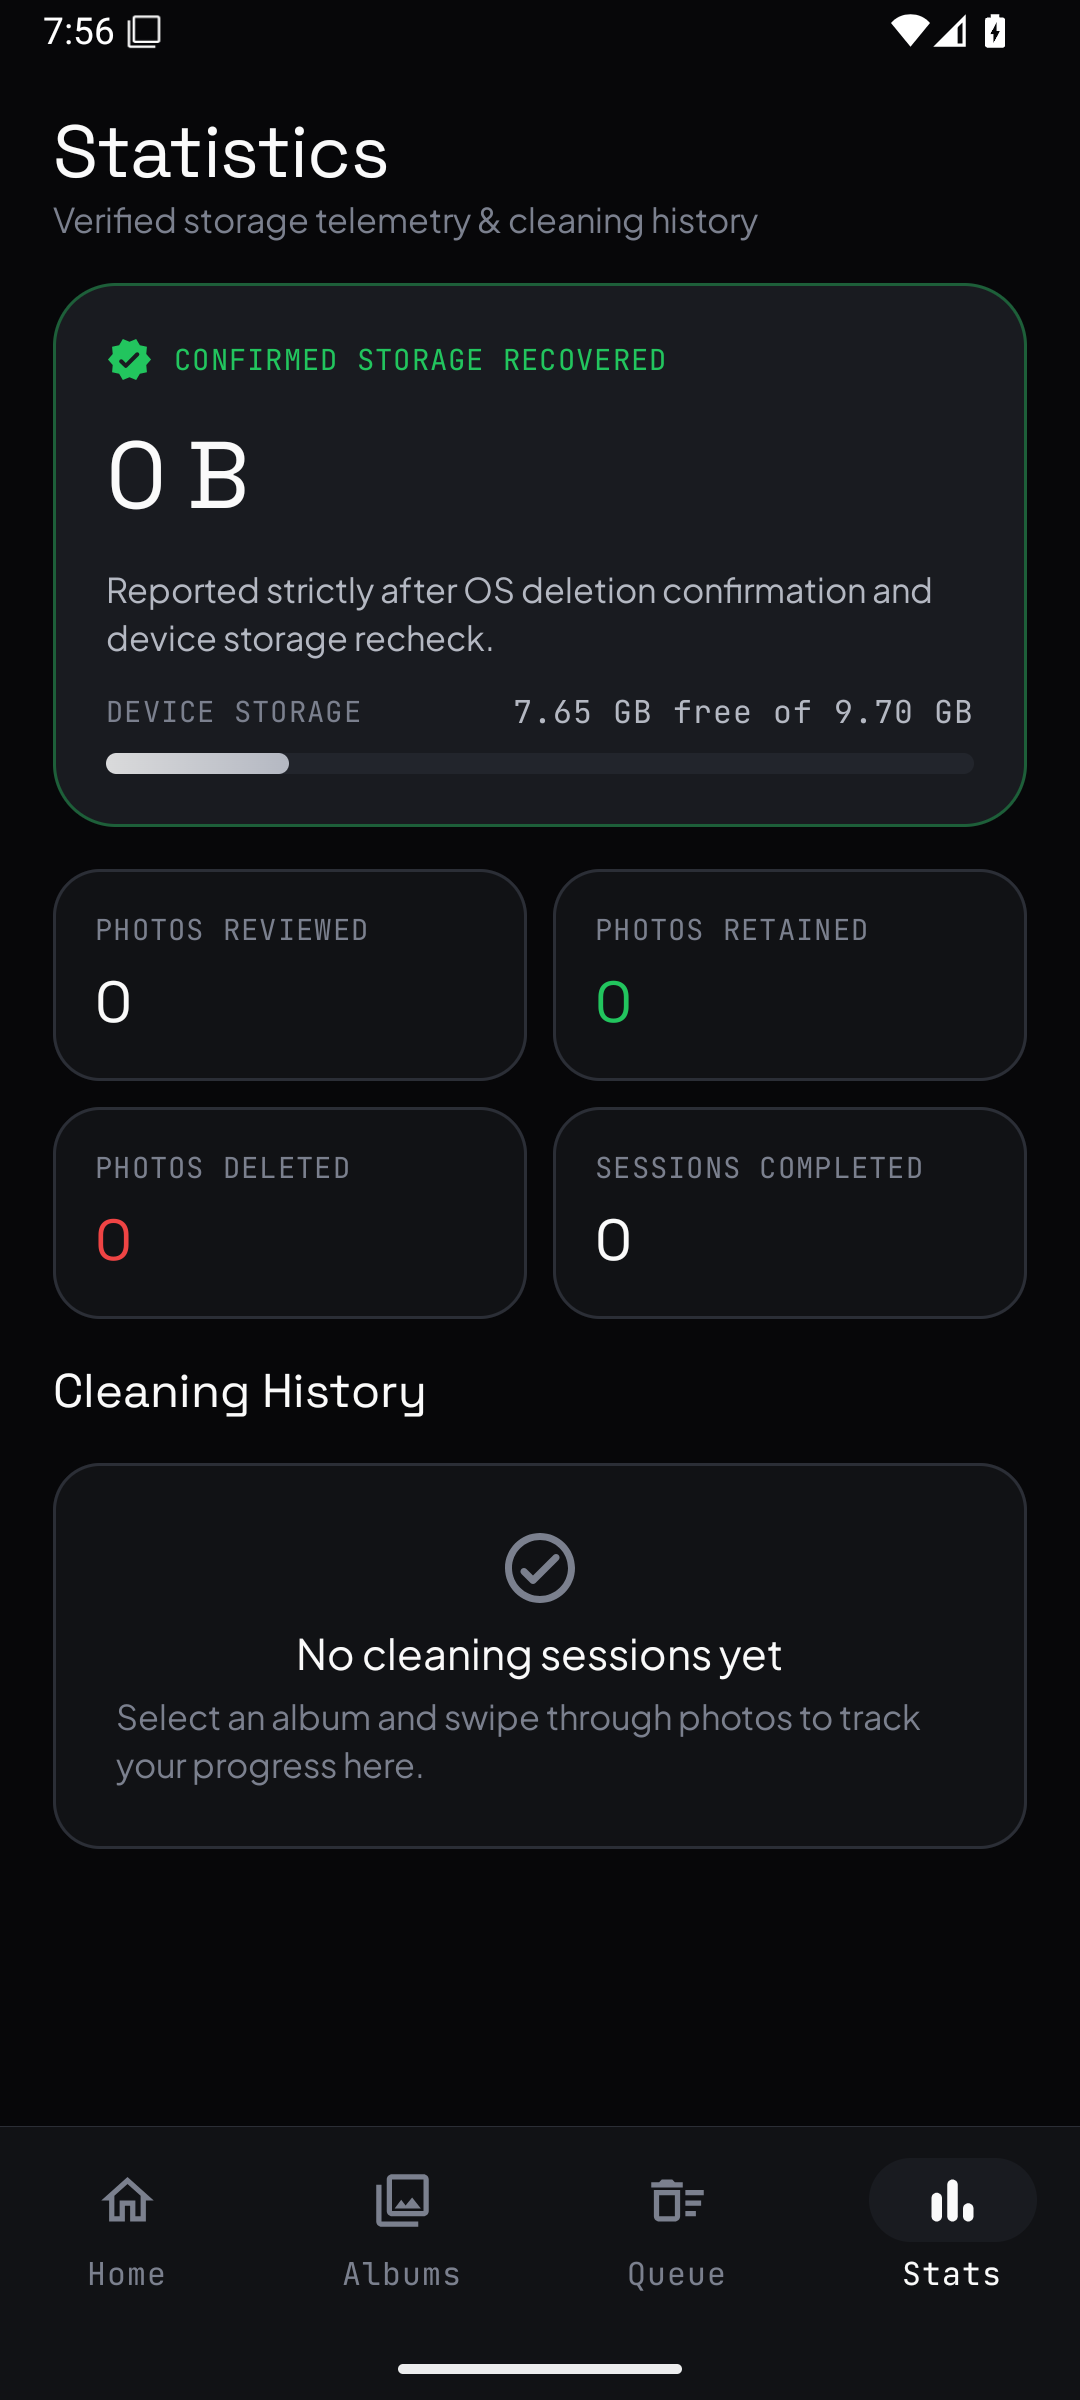 7:56
Statistics
Verified storage telemetry & cleaning history
CONFIRMED STORAGE RECOVERED
0 B
Reported strictly after OS deletion confirmation and
device storage recheck.
DEVICE STORAGE
7.65 GB free of 9.70 GB
PHOTOS REVIEWED
0
PHOTOS RETAINED
0
PHOTOS DELETED
0
SESSIONS COMPLETED
0
Cleaning History
No cleaning sessions yet
Select an album and swipe through photos to track
your progress here.
Home
Albums
Queue
Stats